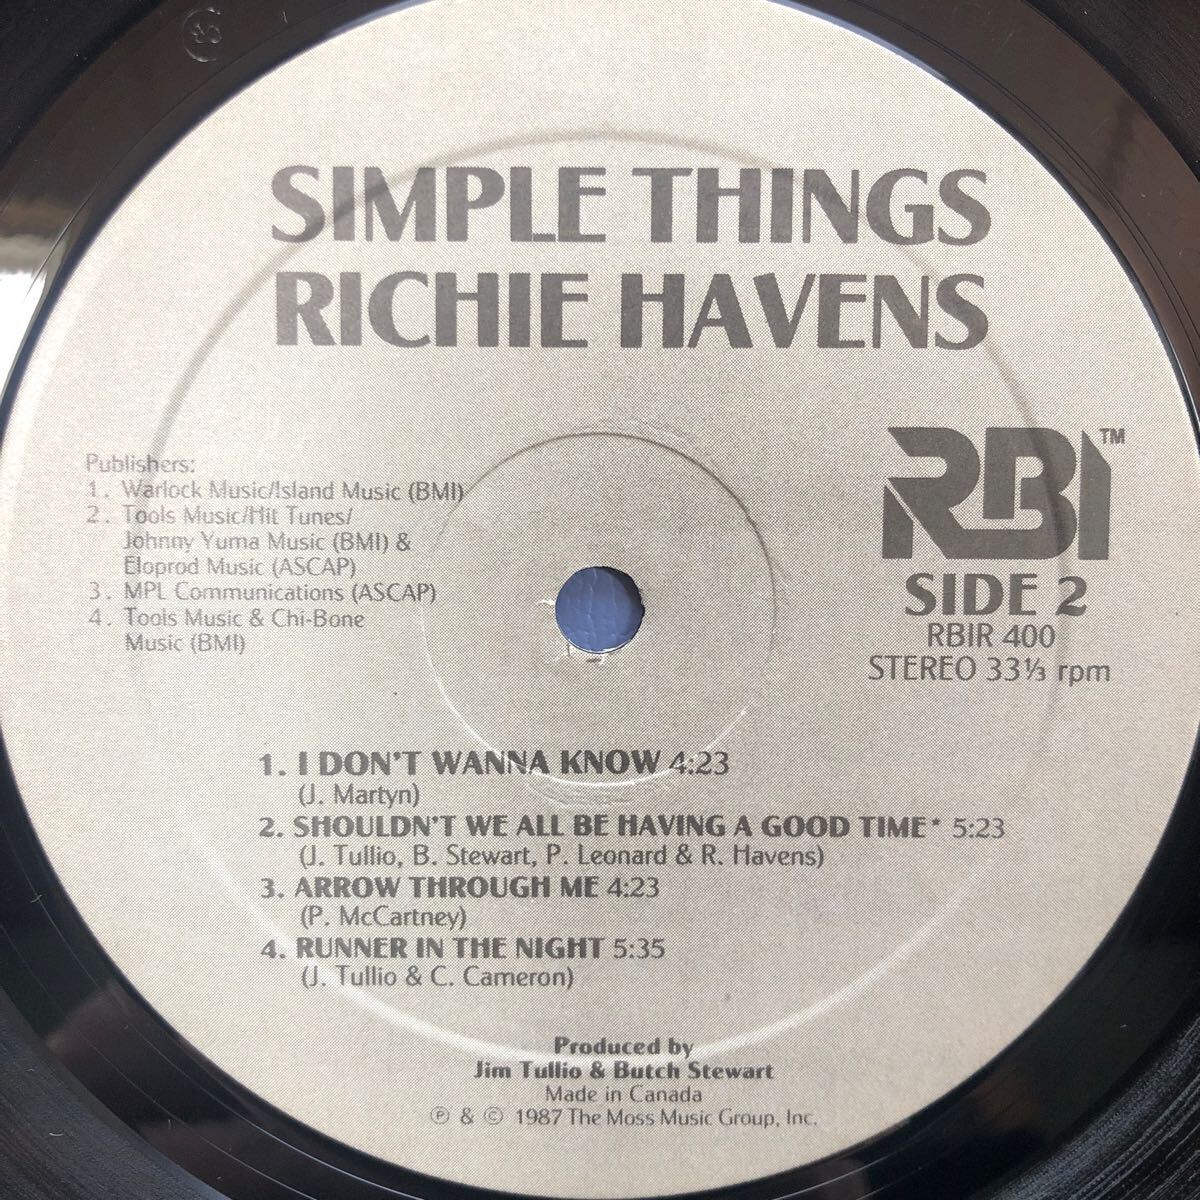 SIMPLE THINGS
RICHIE HAVENS
Publishers:
1. Warlock Music/Island Music (BMI)
2. Tools Music/Hit Tunes/
Johnny Yuma Music (BMI) &
Eloprod Music (ASCAP)
3. MPL Communications (ASCAP)
4. Tools Music & Chi-Bone
Music (BMI)
RBI™
SIDE 2
RBIR 400
STEREO 33⅓ rpm
1. I DON'T WANNA KNOW 4:23
(J. Martyn)
2. SHOULDN'T WE ALL BE HAVING A GOOD TIME* 5:23
(J. Tullio, B. Stewart, P. Leonard & R. Havens)
3. ARROW THROUGH ME 4:23
(P. McCartney)
4. RUNNER IN THE NIGHT 5:35
(J. Tullio & C. Cameron)
Produced by
Jim Tullio & Butch Stewart
Made in Canada
℗ & © 1987 The Moss Music Group, Inc.